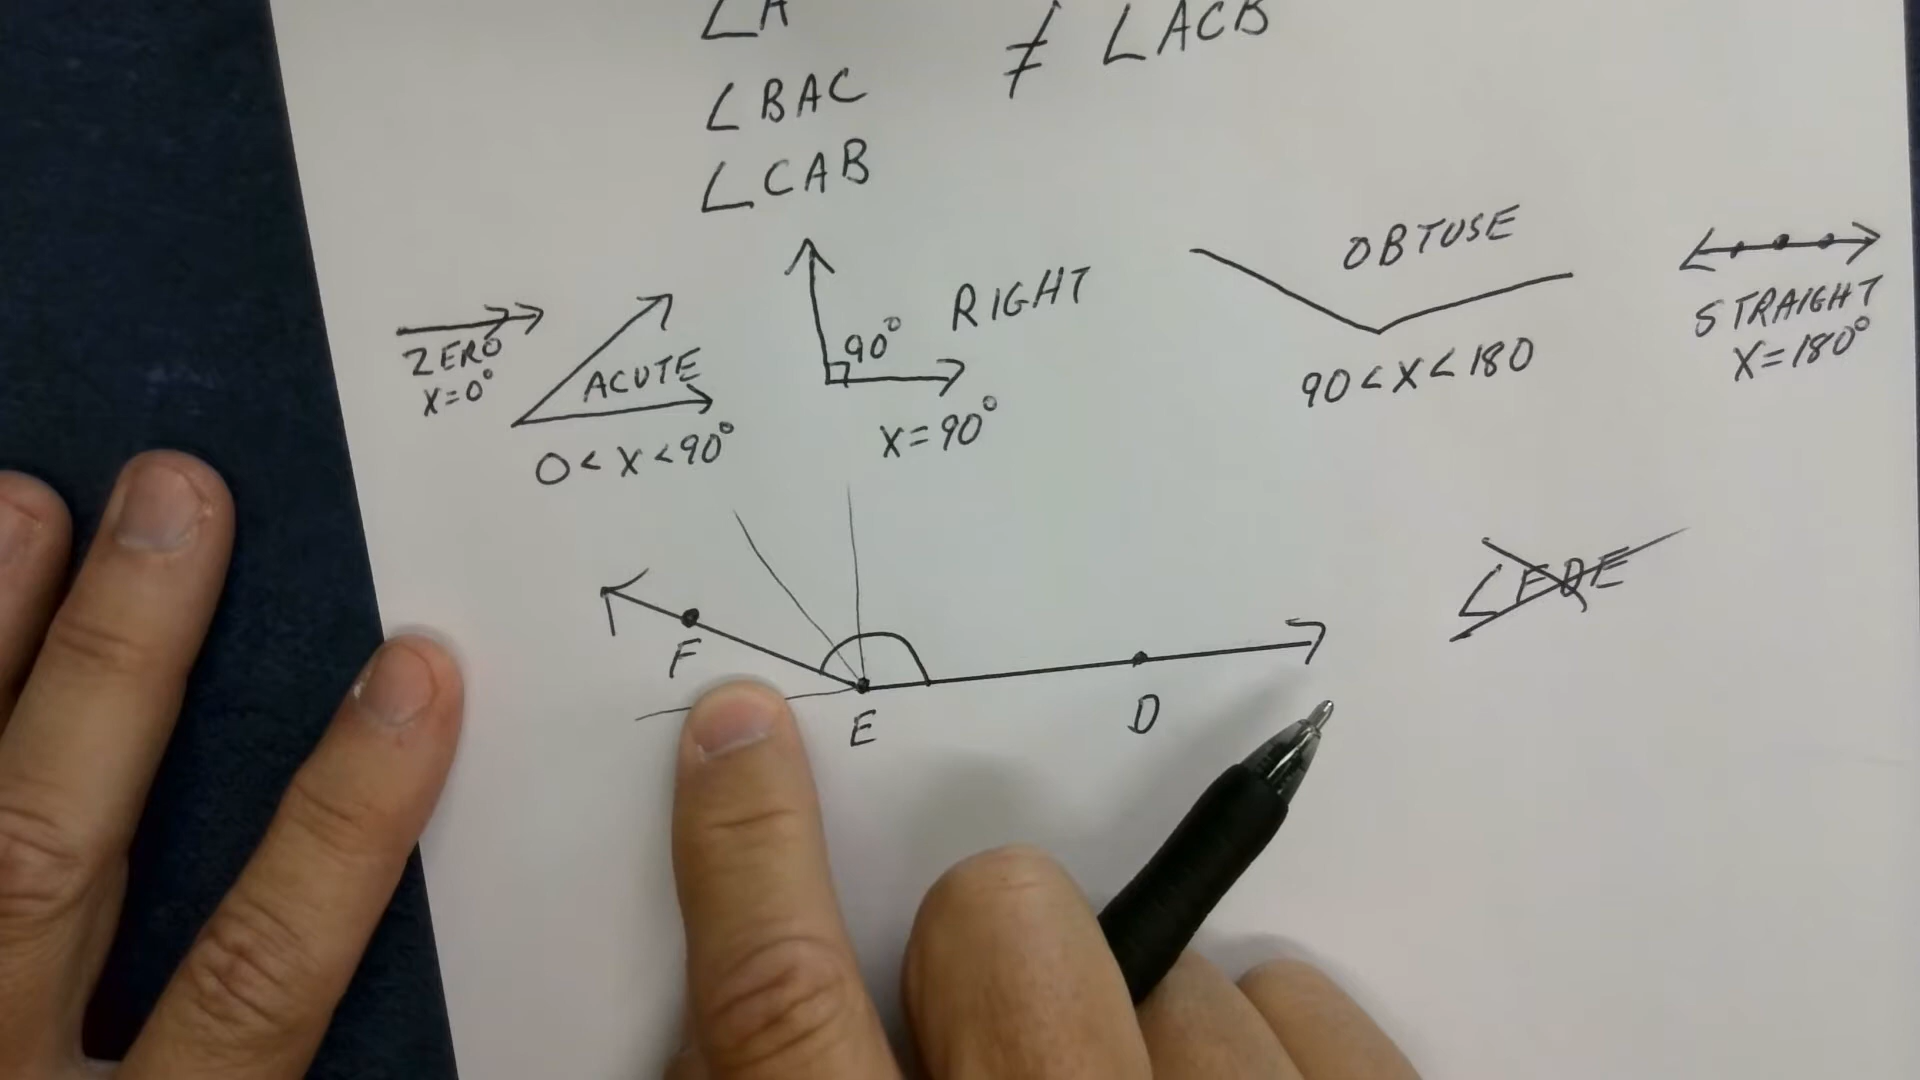 ∠A
≠ ∠ACB
∠BAC
∠CAB
ZERO
X=0°
ACUTE
0<X<90°
90°
RIGHT
X=90°
OBTUSE
90<X<180
STRAIGHT
X=180°
F
E
D
∠FDE